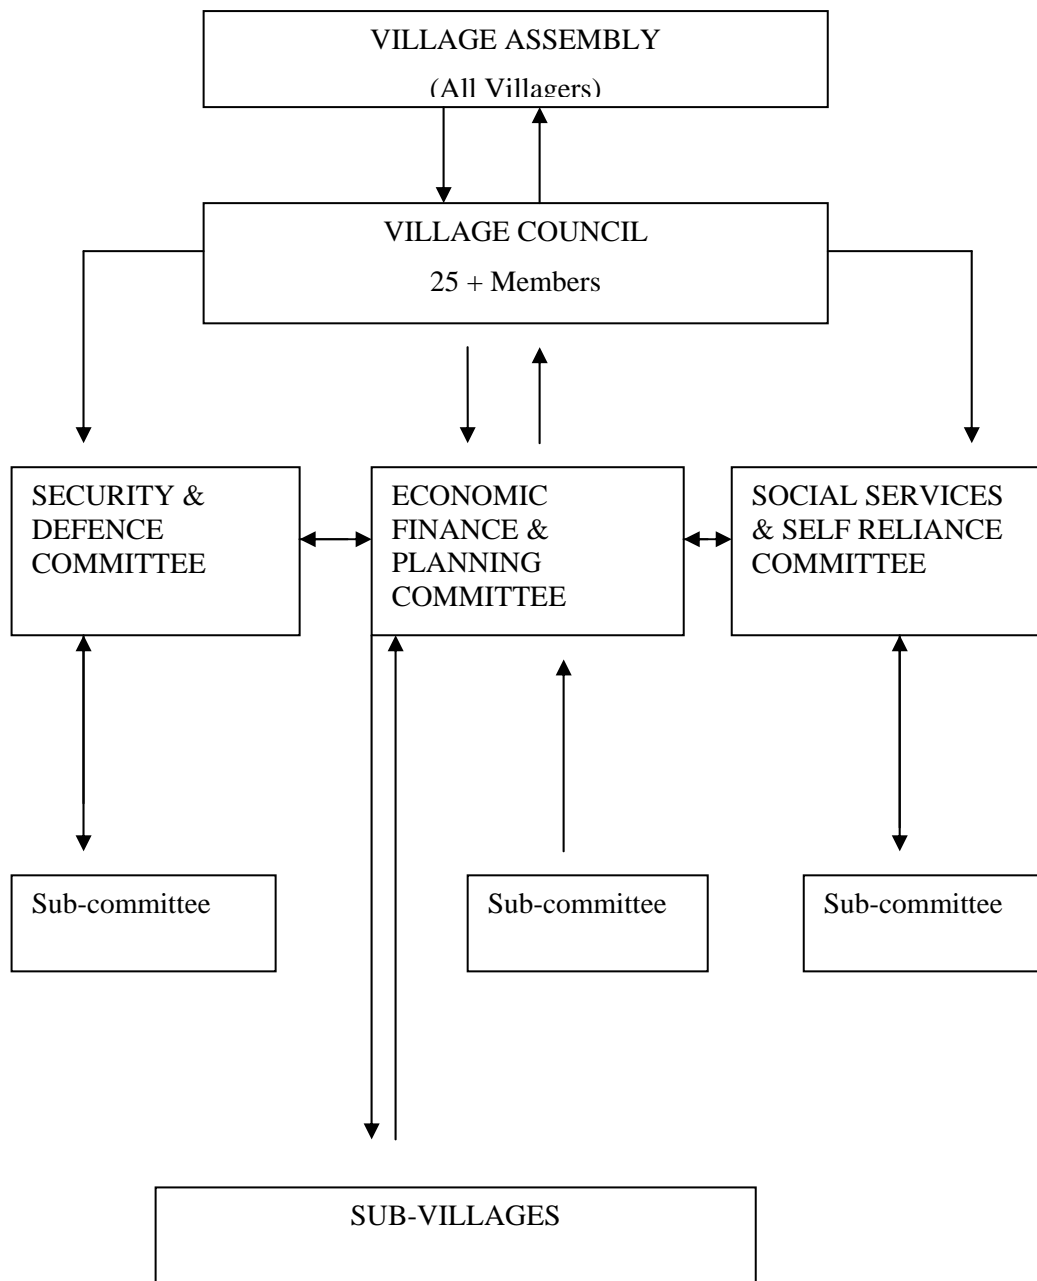 VILLAGE ASSEMBLY
(All Villagers)
VILLAGE COUNCIL
25 + Members
SECURITY &
DEFENCE
COMMITTEE
ECONOMIC
FINANCE &
PLANNING
COMMITTEE
SOCIAL SERVICES
& SELF RELIANCE
COMMITTEE
Sub-committee
Sub-committee
Sub-committee
SUB-VILLAGES